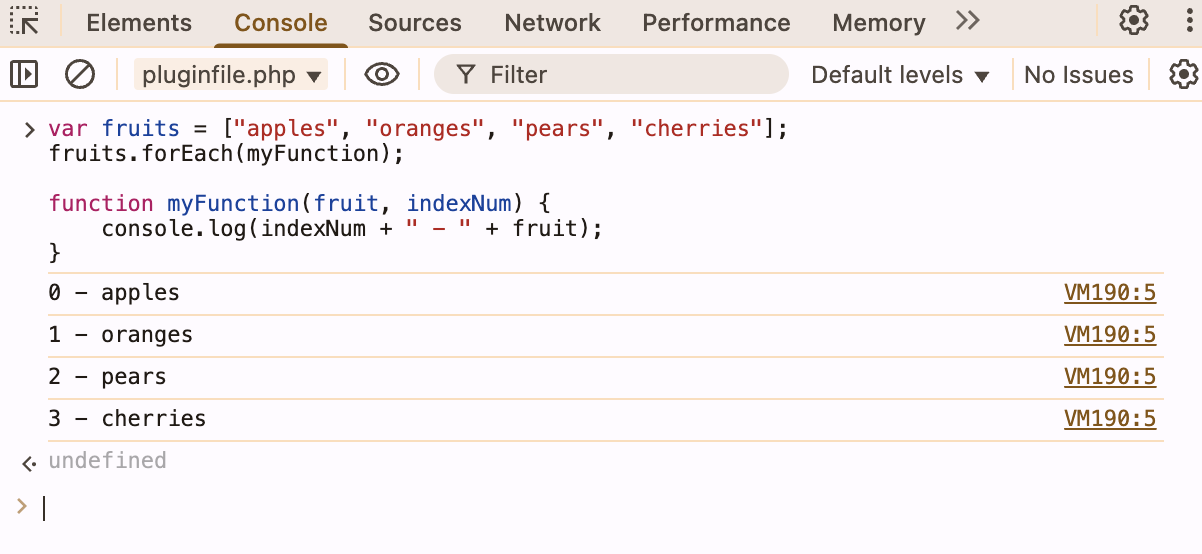 Elements Console Sources Network Performance Memory
pluginfile.php Filter Default levels No Issues
var fruits = ["apples", "oranges", "pears", "cherries"];
fruits.forEach(myFunction);
function myFunction(fruit, indexNum) {
    console.log(indexNum + " - " + fruit);
}
0 - apples VM190:5
1 - oranges VM190:5
2 - pears VM190:5
3 - cherries VM190:5
undefined